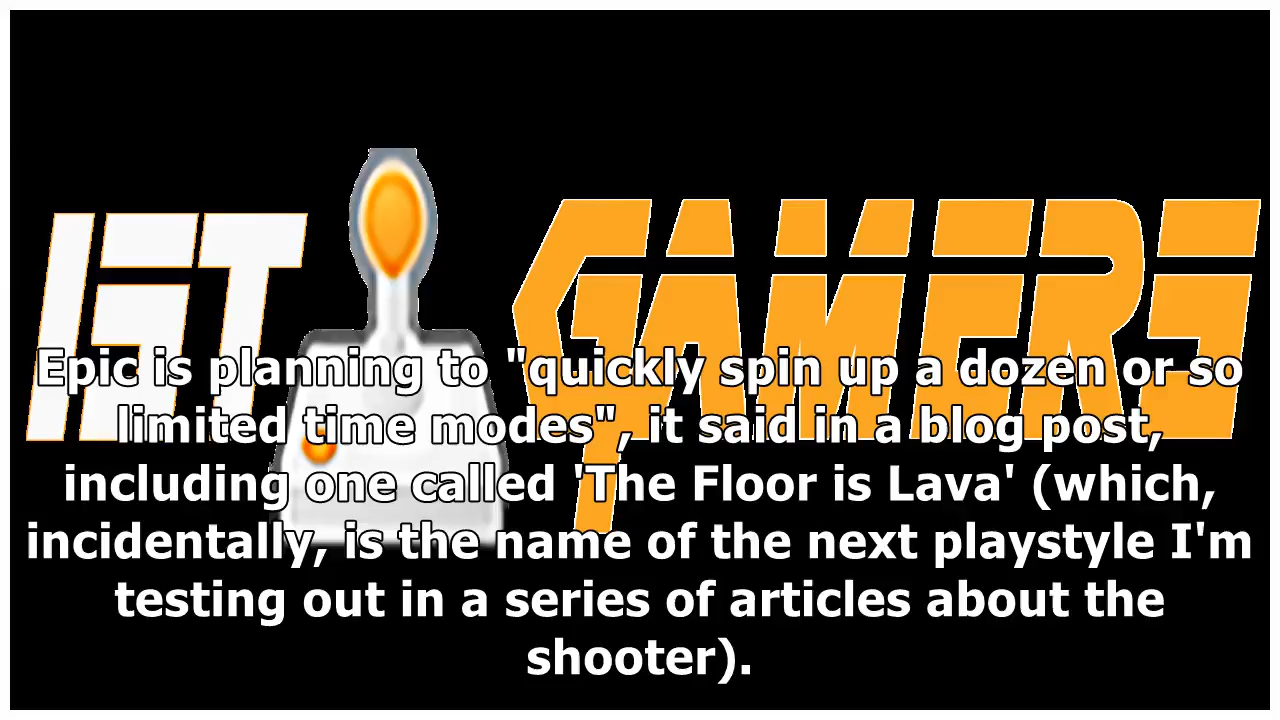 IGT GAMERS
Epic is planning to "quickly spin up a dozen or so
limited time modes", it said in a blog post,
including one called 'The Floor is Lava' (which,
incidentally, is the name of the next playstyle I'm
testing out in a series of articles about the
shooter).